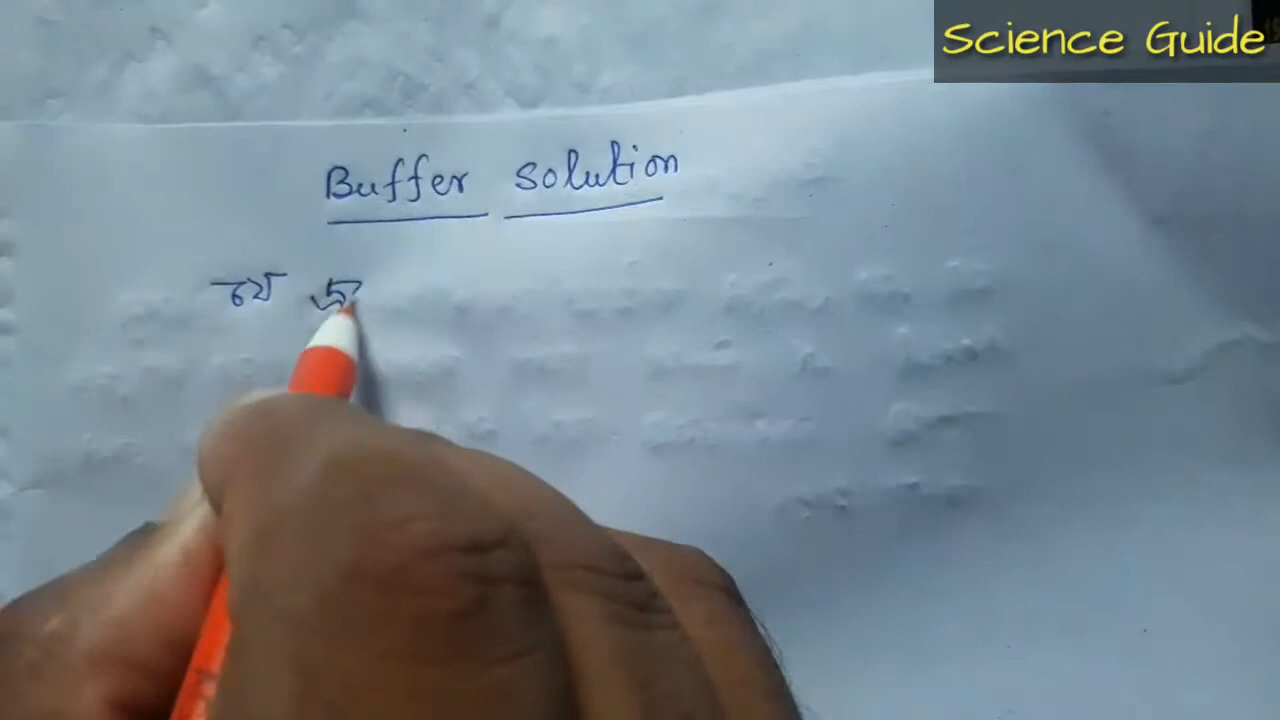 Science Guide
Buffer Solution
যে